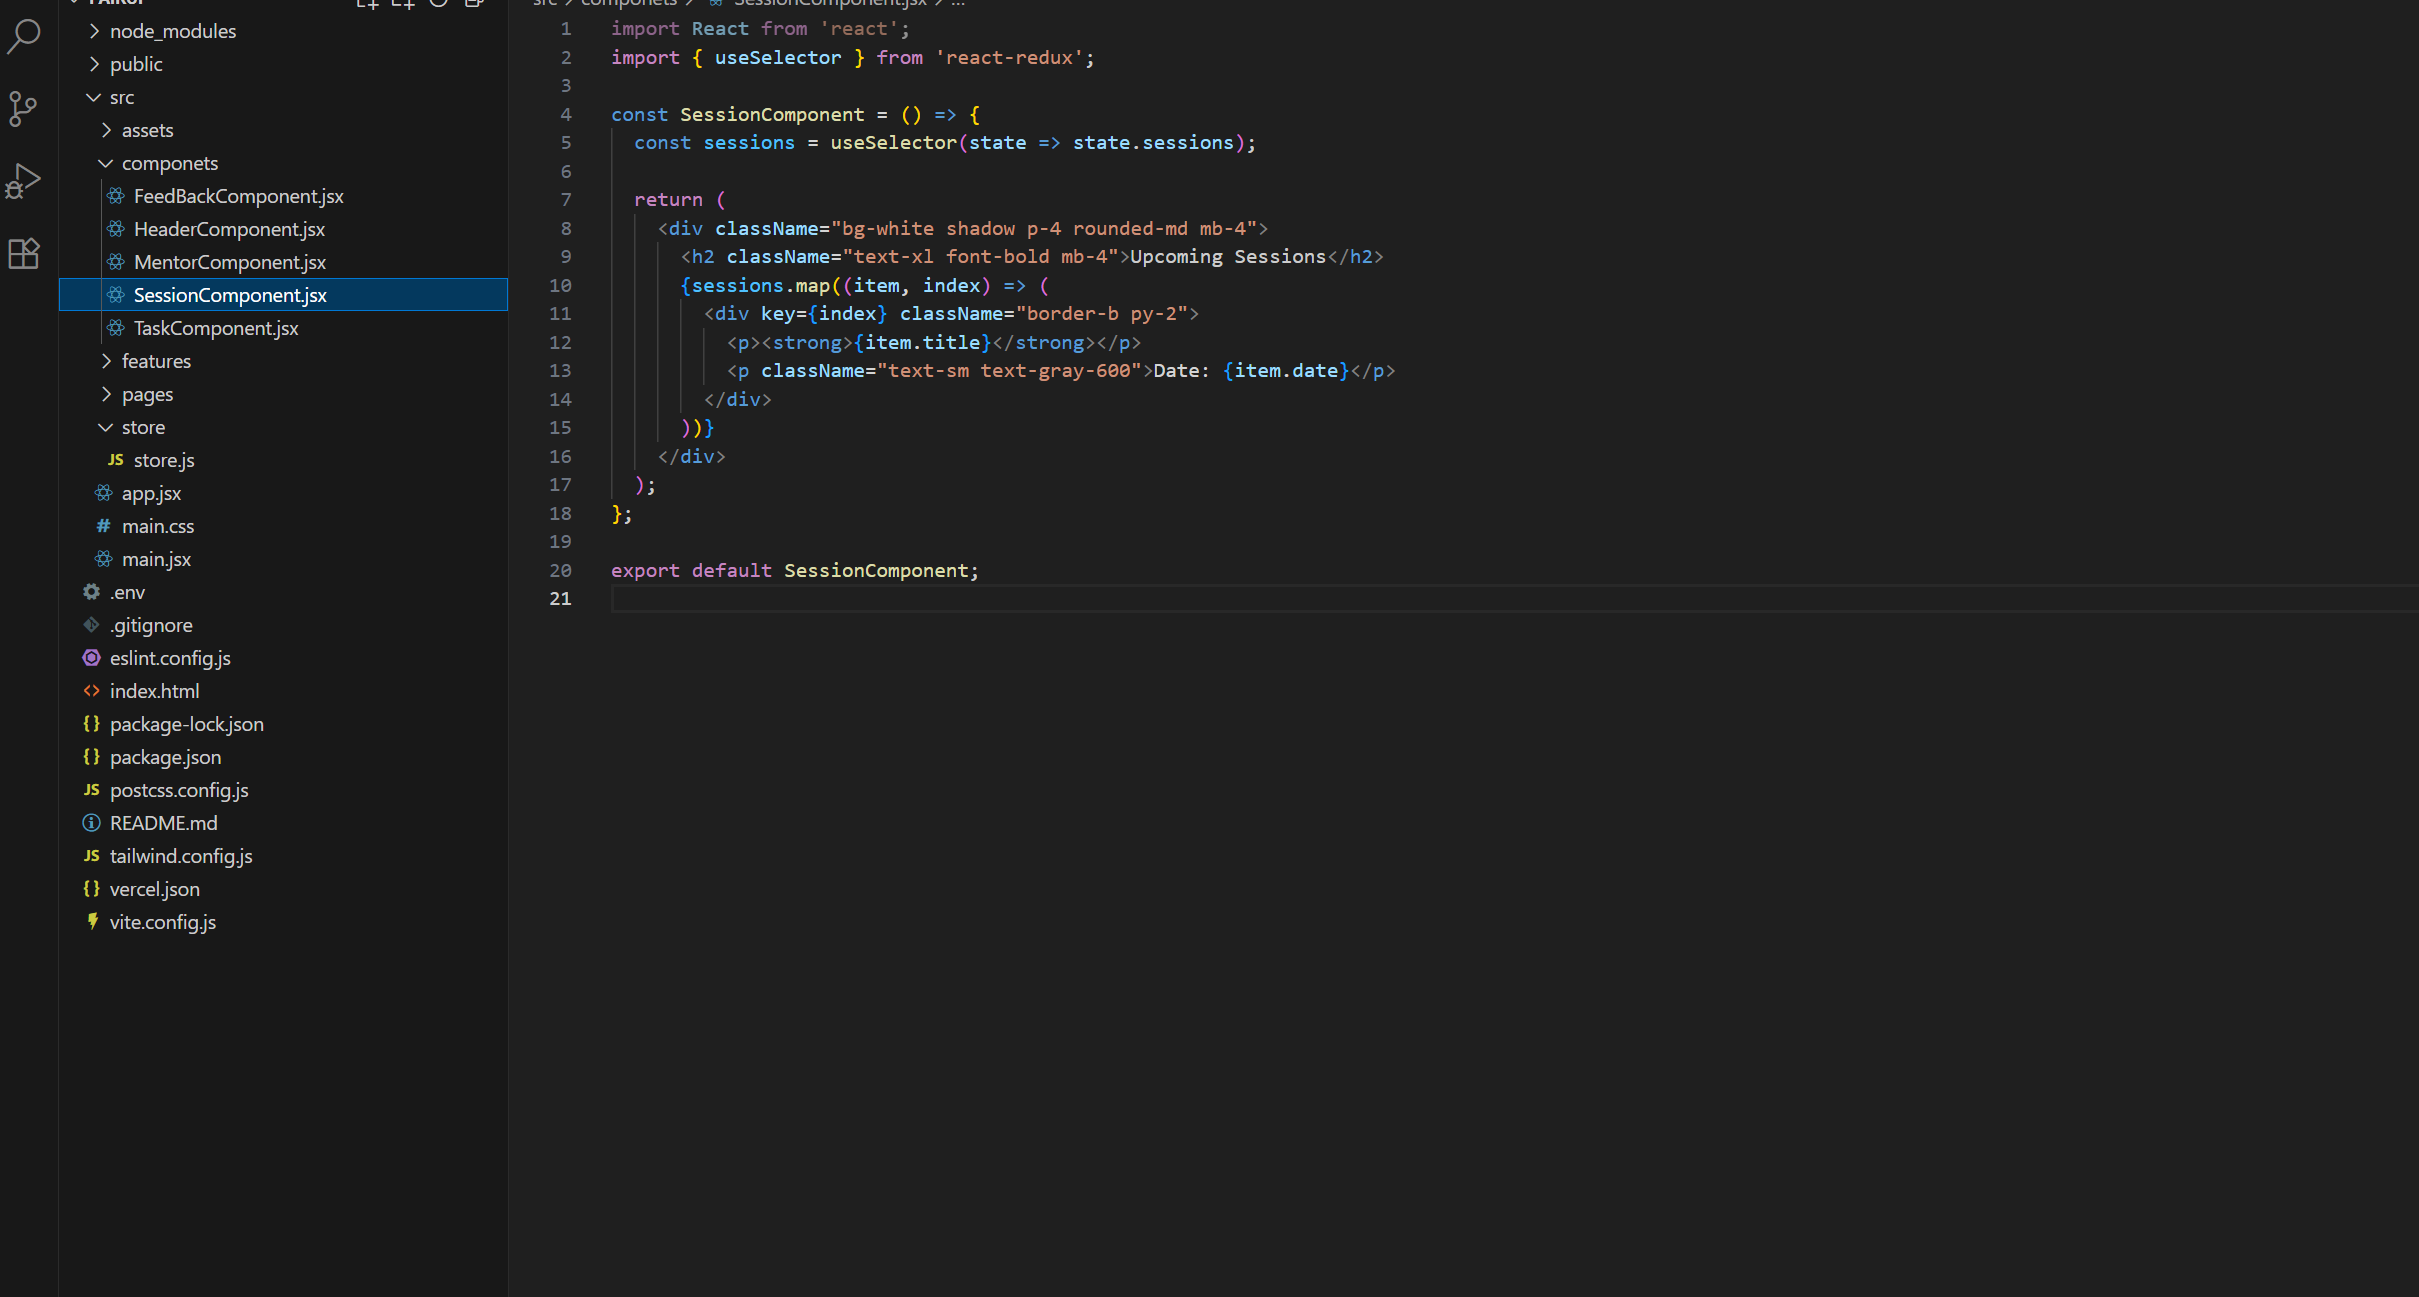 node_modules
public
src
assets
componets
FeedBackComponent.jsx
HeaderComponent.jsx
MentorComponent.jsx
SessionComponent.jsx
TaskComponent.jsx
features
pages
store
JS store.js
app.jsx
# main.css
main.jsx
.env
.gitignore
eslint.config.js
<> index.html
{} package-lock.json
{} package.json
JS postcss.config.js
README.md
JS tailwind.config.js
{} vercel.json
vite.config.js
src > componets > SessionComponent.jsx > ...
1 import React from 'react';
2 import { useSelector } from 'react-redux';
3
4 const SessionComponent = () => {
5 const sessions = useSelector(state => state.sessions);
6
7 return (
8 <div className="bg-white shadow p-4 rounded-md mb-4">
9 <h2 className="text-xl font-bold mb-4">Upcoming Sessions</h2>
10 {sessions.map((item, index) => (
11 <div key={index} className="border-b py-2">
12 <p><strong>{item.title}</strong></p>
13 <p className="text-sm text-gray-600">Date: {item.date}</p>
14 </div>
15 ))}
16 </div>
17 );
18 };
19
20 export default SessionComponent;
21